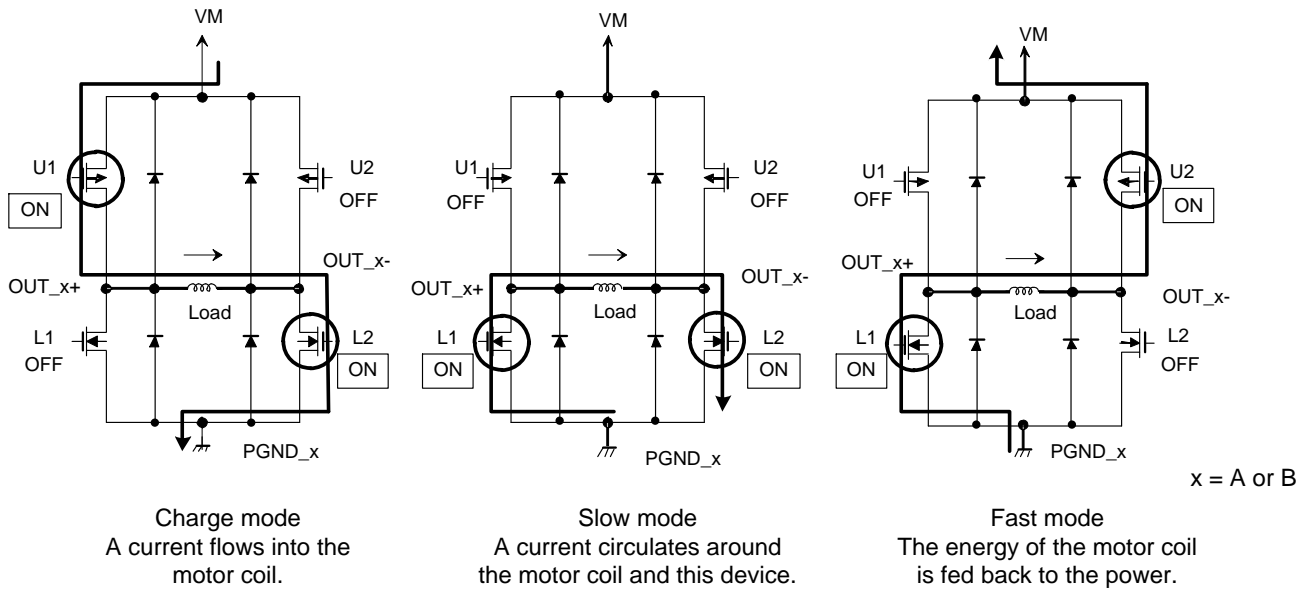 VM
U1
ON
U2
OFF
OUT_x+
OUT_x-
Load
L1
OFF
L2
ON
PGND_x
Charge mode
A current flows into the
motor coil.
VM
U1
OFF
U2
OFF
OUT_x+
OUT_x-
Load
L1
ON
L2
ON
PGND_x
Slow mode
A current circulates around
the motor coil and this device.
VM
U1
OFF
U2
ON
OUT_x+
OUT_x-
Load
L1
ON
L2
OFF
PGND_x
x = A or B
Fast mode
The energy of the motor coil
is fed back to the power.